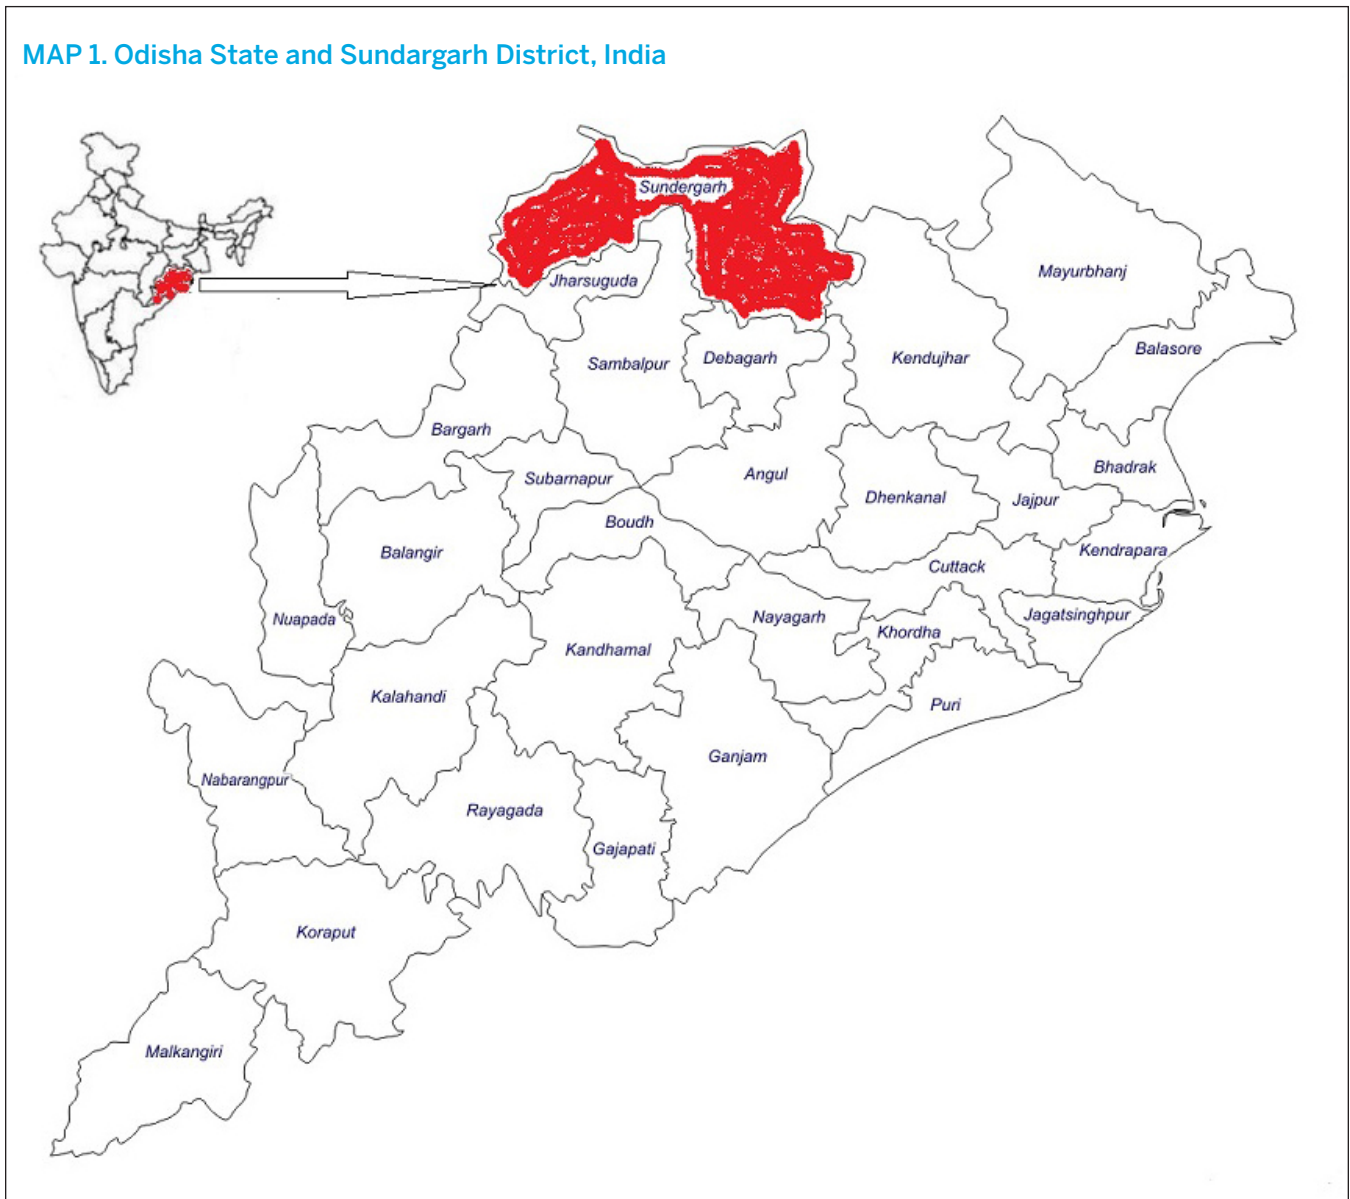 MAP 1. Odisha State and Sundargarh District, India
Sundergarh
Jharsuguda
Mayurbhanj
Balasore
Sambalpur
Debagarh
Kendujhar
Bargarh
Subarnapur
Angul
Bhadrak
Dhenkanal
Jajpur
Boudh
Balangir
Kendrapara
Cuttack
Nuapada
Nayagarh
Jagatsinghpur
Khordha
Kandhamal
Kalahandi
Puri
Ganjam
Nabarangpur
Rayagada
Gajapati
Koraput
Malkangiri